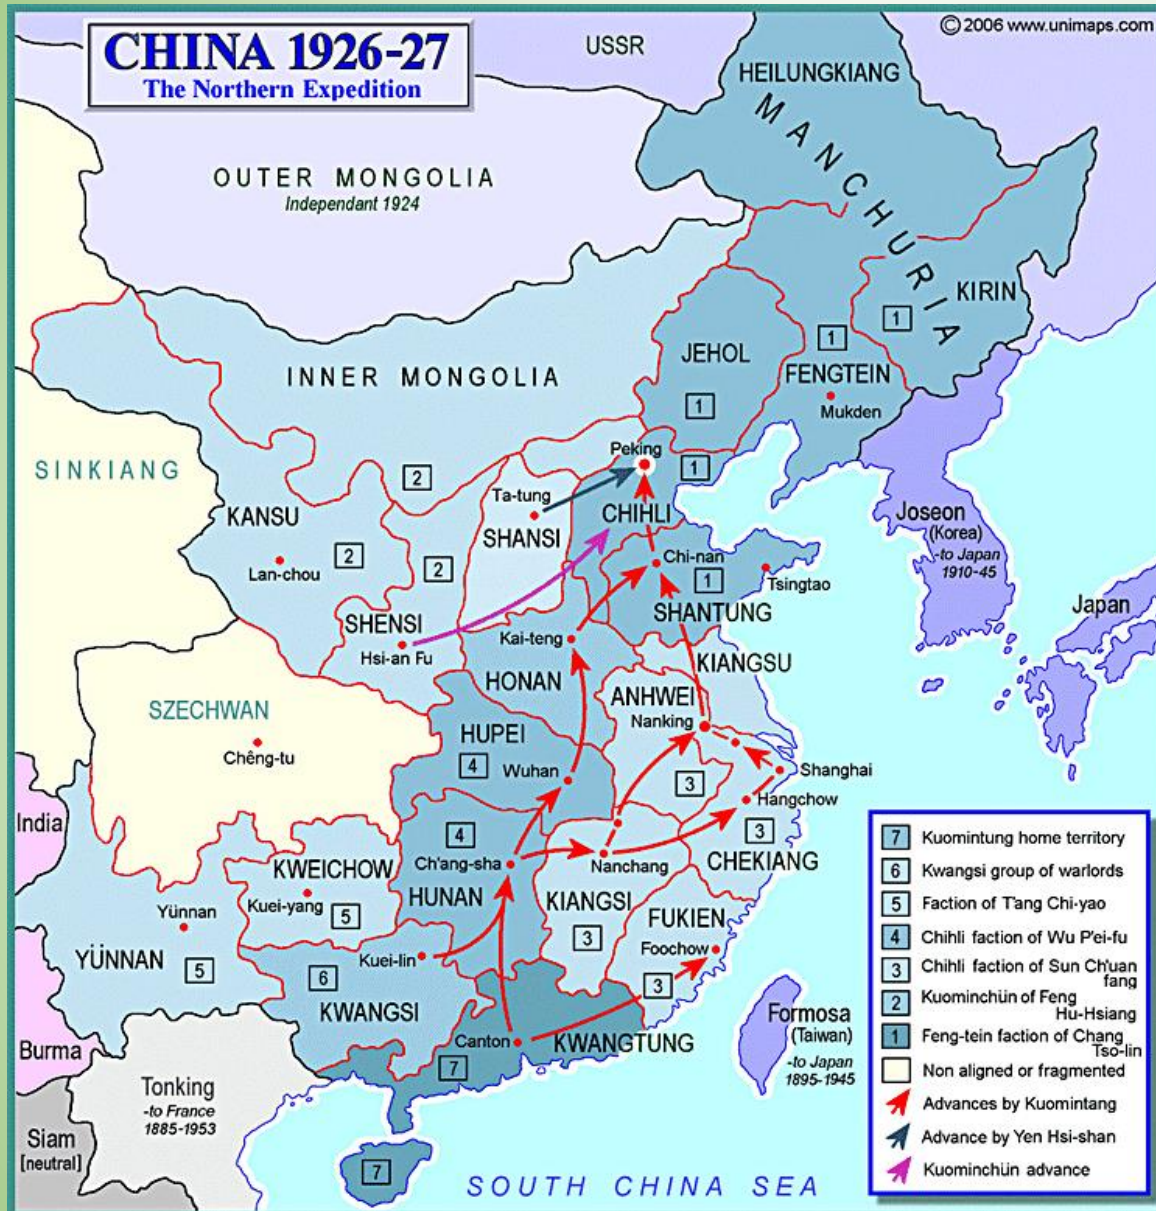 © 2006 www.unimaps.com
CHINA 1926-27
The Northern Expedition
USSR
HEILUNGKIANG
MANCHURIA
OUTER MONGOLIA
Independant 1924
KIRIN
1
1
JEHOL
FENGTEIN
1
Mukden
INNER MONGOLIA
SINKIANG
Peking
1
2
Ta-tung
CHIHLI
KANSU
SHANSI
Joseon
(Korea)
-to Japan
1910-45
2
2
Lan-chou
Chi-nan
1
Tsingtao
SHANTUNG
Japan
SHENSI
Kai-teng
Hsi-an Fu
KIANGSU
HONAN
ANHWEI
SZECHWAN
Nanking
HUPEI
Chêng-tu
4
Wuhan
Shanghai
3
Hangchow
India
3
4
Ch'ang-sha
Nanchang
CHEKIANG
KWEICHOW
HUNAN
KIANGSI
Kuei-yang
5
Yünnan
FUKIEN
3
Foochow
YÜNNAN
5
Kuei-lin
6
KWANGSI
3
Formosa
(Taiwan)
-to Japan
1895-1945
Canton
KWANGTUNG
Burma
7
Tonking
-to France
1885-1953
Siam
[neutral]
7
SOUTH CHINA SEA
7 Kuomintung home territory
6 Kwangsi group of warlords
5 Faction of T'ang Chi-yao
4 Chihli faction of Wu P'ei-fu
3 Chihli faction of Sun Ch'uan
fang
2 Kuominchün of Feng
Hu-Hsiang
1 Feng-tein faction of Chang
Tso-lin
Non aligned or fragmented
Advances by Kuomintang
Advance by Yen Hsi-shan
Kuominchün advance